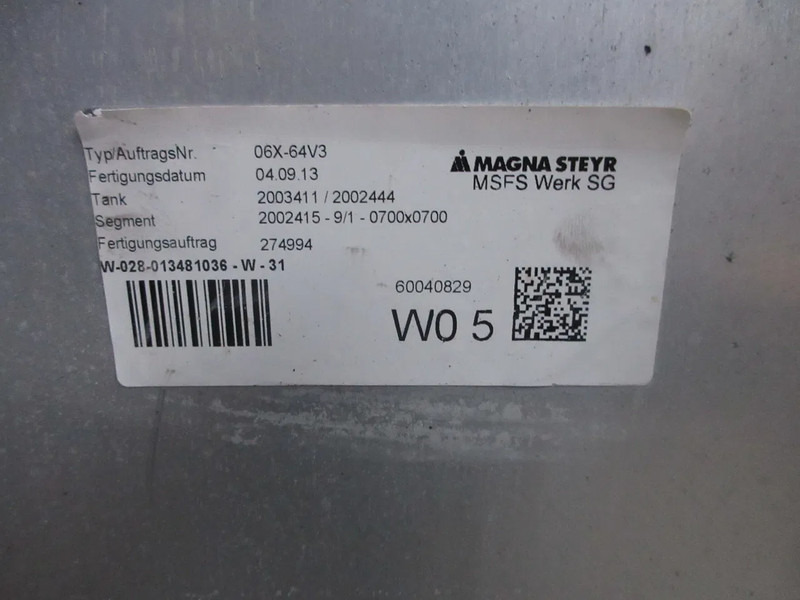 Typ/AuftragsNr. 06X-64V3
MAGNA STEYR
Fertigungsdatum 04.09.13
MSFS Werk SG
Tank 2003411 / 2002444
Segment 2002415 - 9/1 - 0700x0700
Fertigungsauftrag 274994
W-028-013481036 - W - 31
60040829
W0 5